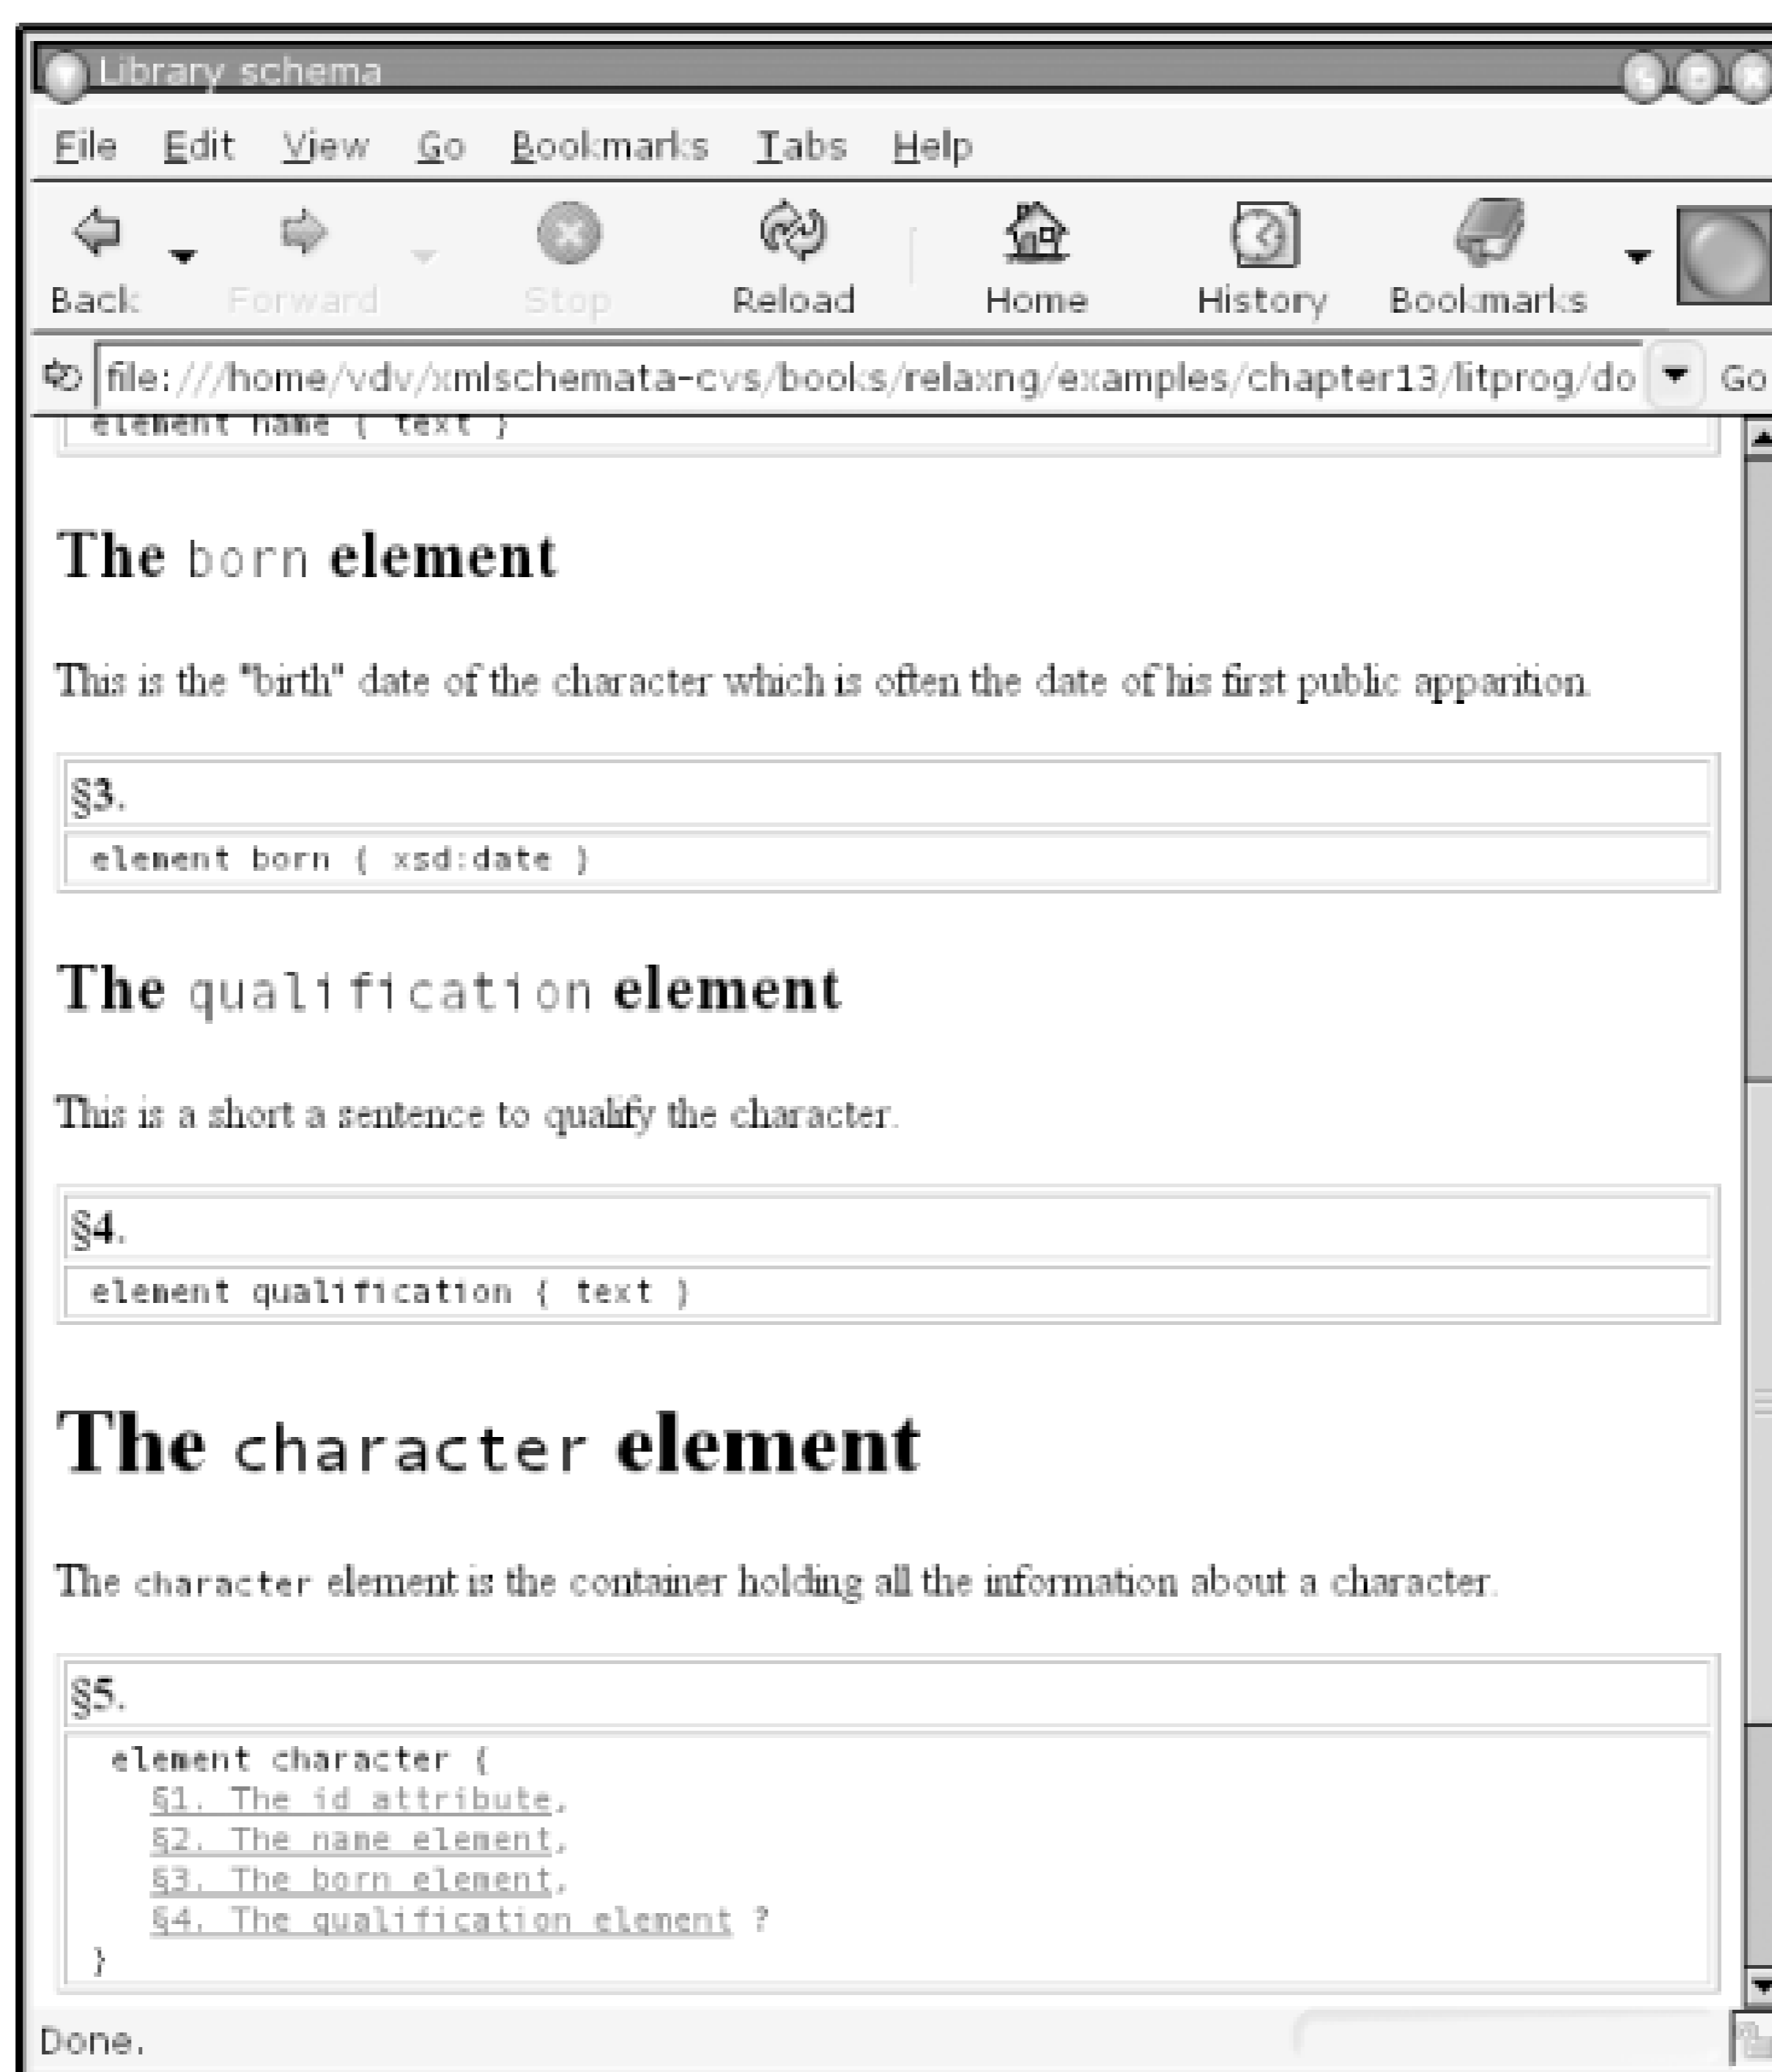 Library schema
File Edit View Go Bookmarks Tabs Help
Back Forward Stop Reload Home History Bookmarks
file:///home/vdv/xmlschemata-cvs/books/relaxng/examples/chapter13/litprog/do Go
element name { text }
The born element
This is the "birth" date of the character which is often the date of his first public apparition.
§3.
element born { xsd:date }
The qualification element
This is a short a sentence to qualify the character.
§4.
element qualification { text }
The character element
The character element is the container holding all the information about a character.
§5.
element character {
§1. The id attribute,
§2. The name element,
§3. The born element,
§4. The qualification element ?
}
Done.